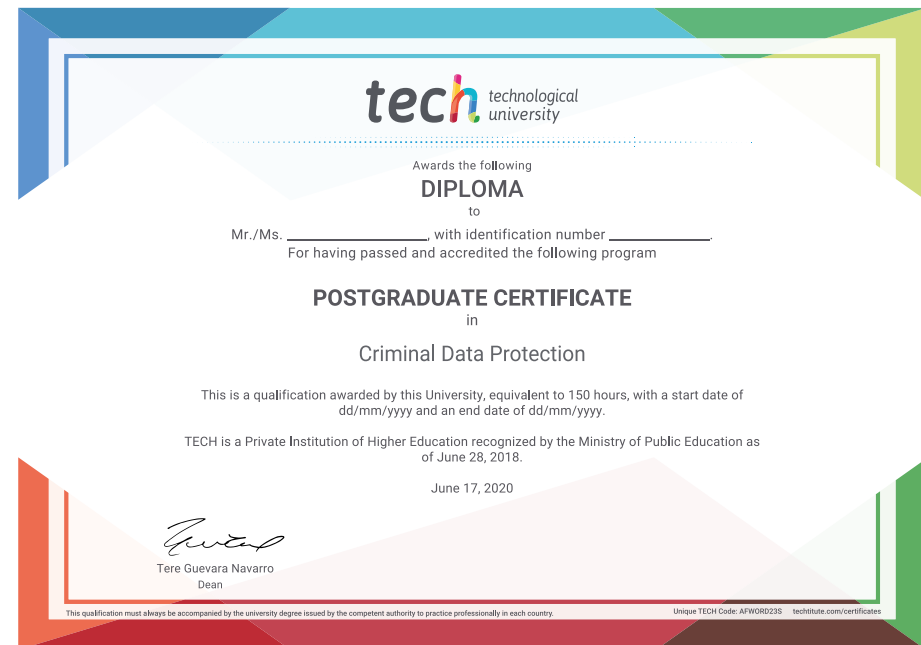 tech technological
university
Awards the following
DIPLOMA
to
Mr./Ms. ____________________, with identification number ______________.
For having passed and accredited the following program
POSTGRADUATE CERTIFICATE
in
Criminal Data Protection
This is a qualification awarded by this University, equivalent to 150 hours, with a start date of
dd/mm/yyyy and an end date of dd/mm/yyyy.
TECH is a Private Institution of Higher Education recognized by the Ministry of Public Education as
of June 28, 2018.
June 17, 2020
Tere Guevara Navarro
Dean
This qualification must always be accompanied by the university degree issued by the competent authority to practice professionally in each country.
Unique TECH Code: AFWORD23S techtitute.com/certificates